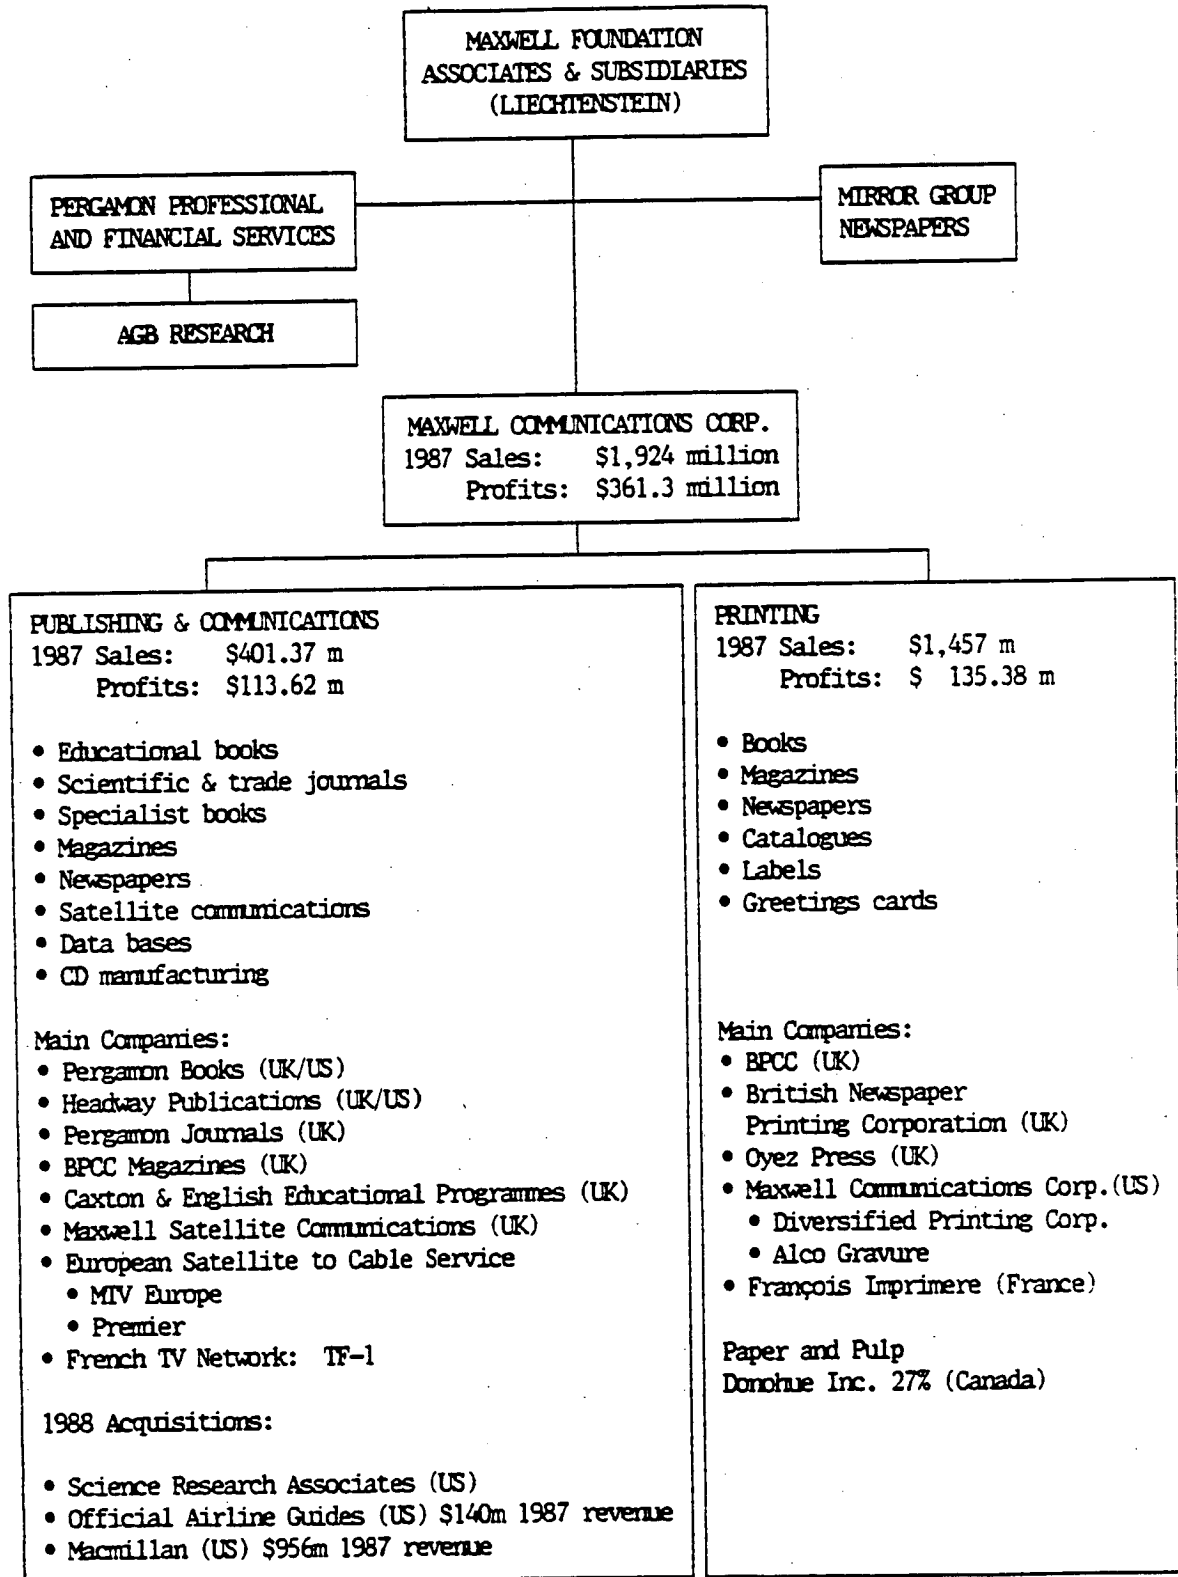 MAXWELL FOUNDATION
ASSOCIATES & SUBSIDIARIES
(LIECHTENSTEIN)
PERGAMON PROFESSIONAL
AND FINANCIAL SERVICES
MIRROR GROUP
NEWSPAPERS
AGB RESEARCH
MAXWELL COMMUNICATIONS CORP.
1987 Sales: $1,924 million
Profits: $361.3 million
PUBLISHING & COMMUNICATIONS
1987 Sales: $401.37 m
Profits: $113.62 m
• Educational books
• Scientific & trade journals
• Specialist books
• Magazines
• Newspapers
• Satellite communications
• Data bases
• CD manufacturing
Main Companies:
• Pergamon Books (UK/US)
• Headway Publications (UK/US)
• Pergamon Journals (UK)
• BPCC Magazines (UK)
• Caxton & English Educational Programmes (UK)
• Maxwell Satellite Communications (UK)
• European Satellite to Cable Service
• MTV Europe
• Premier
• French TV Network: TF-1
1988 Acquisitions:
• Science Research Associates (US)
• Official Airline Guides (US) $140m 1987 revenue
• Macmillan (US) $956m 1987 revenue
PRINTING
1987 Sales: $1,457 m
Profits: $ 135.38 m
• Books
• Magazines
• Newspapers
• Catalogues
• Labels
• Greetings cards
Main Companies:
• BPCC (UK)
• British Newspaper
Printing Corporation (UK)
• Oyez Press (UK)
• Maxwell Communications Corp.(US)
• Diversified Printing Corp.
• Alco Gravure
• François Imprimere (France)
Paper and Pulp
Donohue Inc. 27% (Canada)